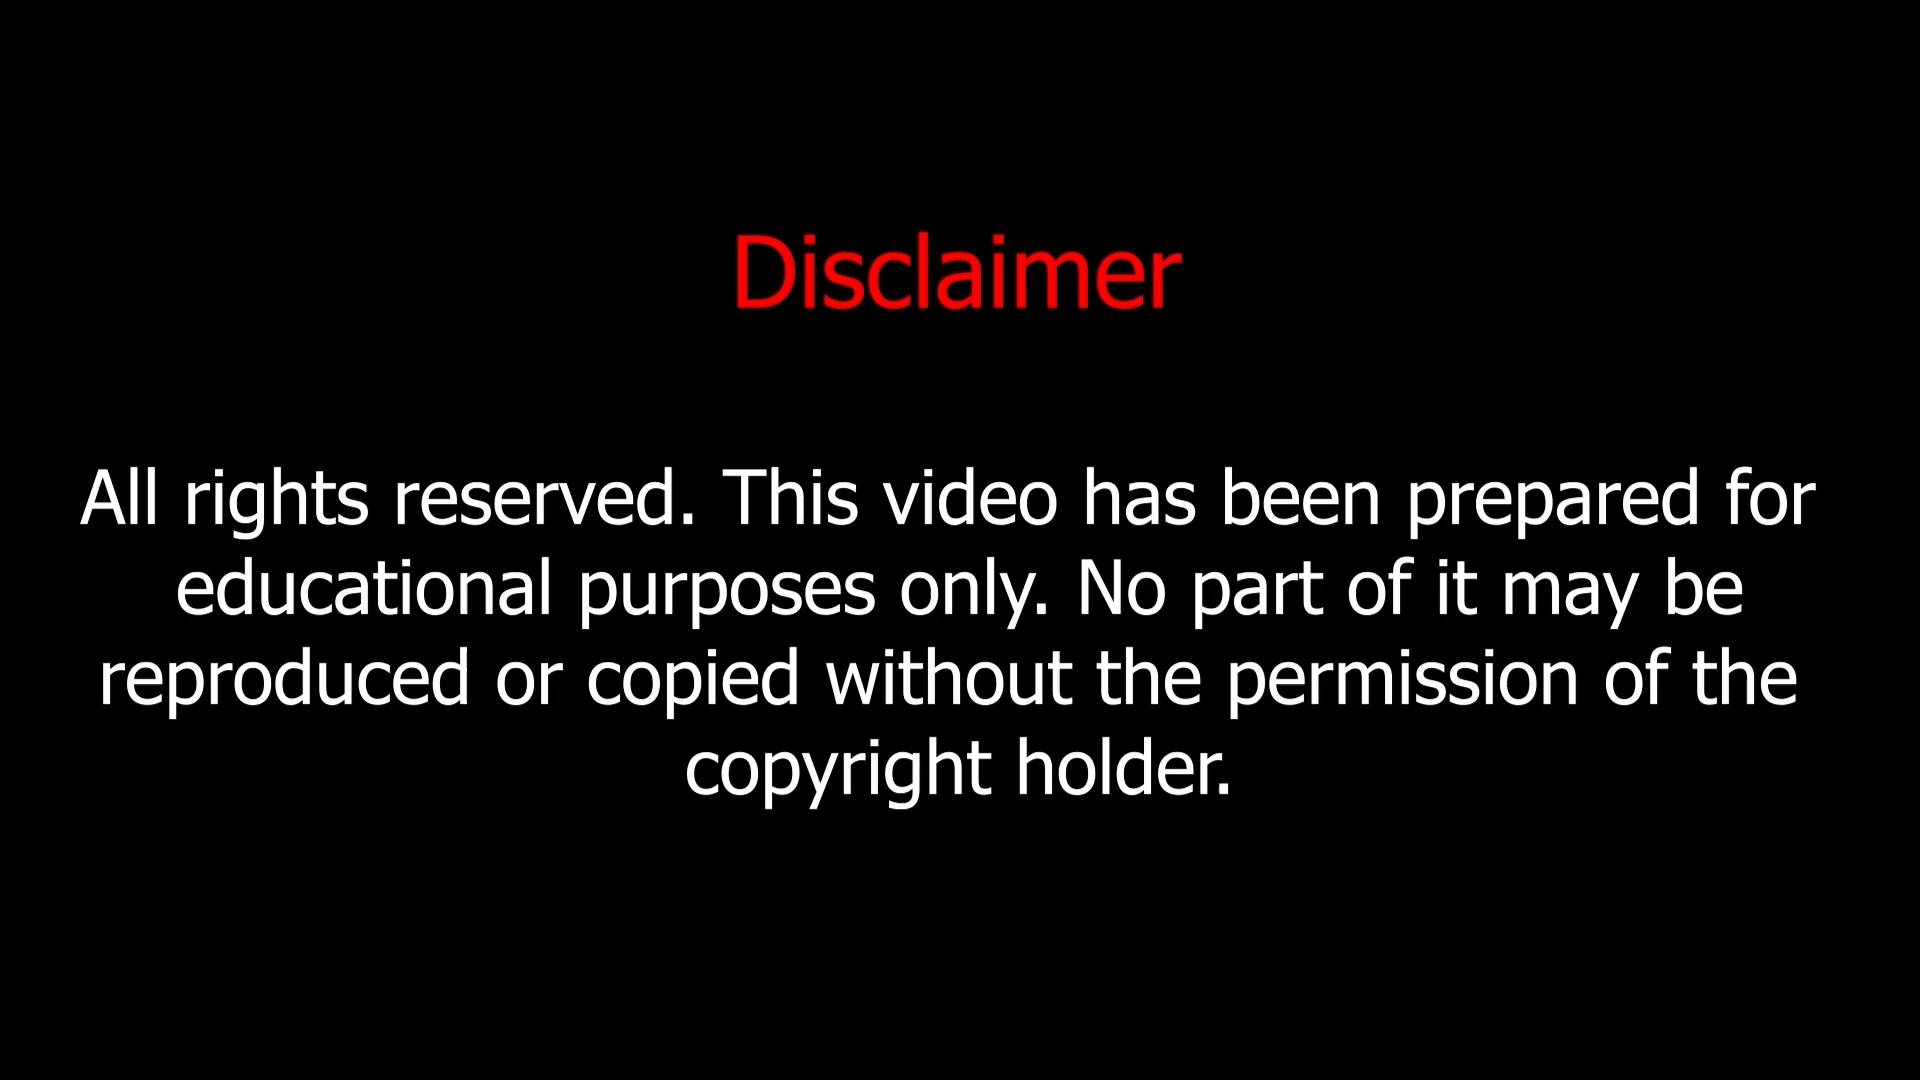 Disclaimer
All rights reserved. This video has been prepared for
educational purposes only. No part of it may be
reproduced or copied without the permission of the
copyright holder.